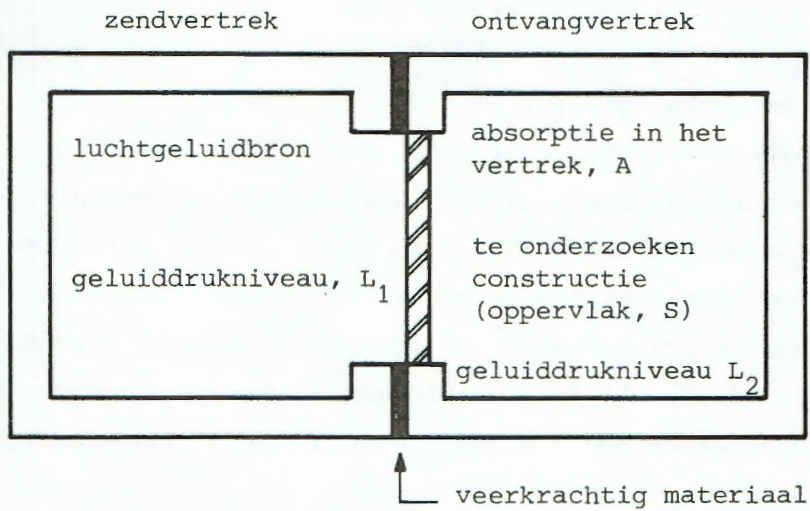 zendvertrek
ontvangvertrek
luchtgeluidbron
geluiddrukniveau, L₁
absorptie in het
vertrek, A
te onderzoeken
constructie
(oppervlak, S)
geluiddrukniveau L₂
veerkrachtig materiaal